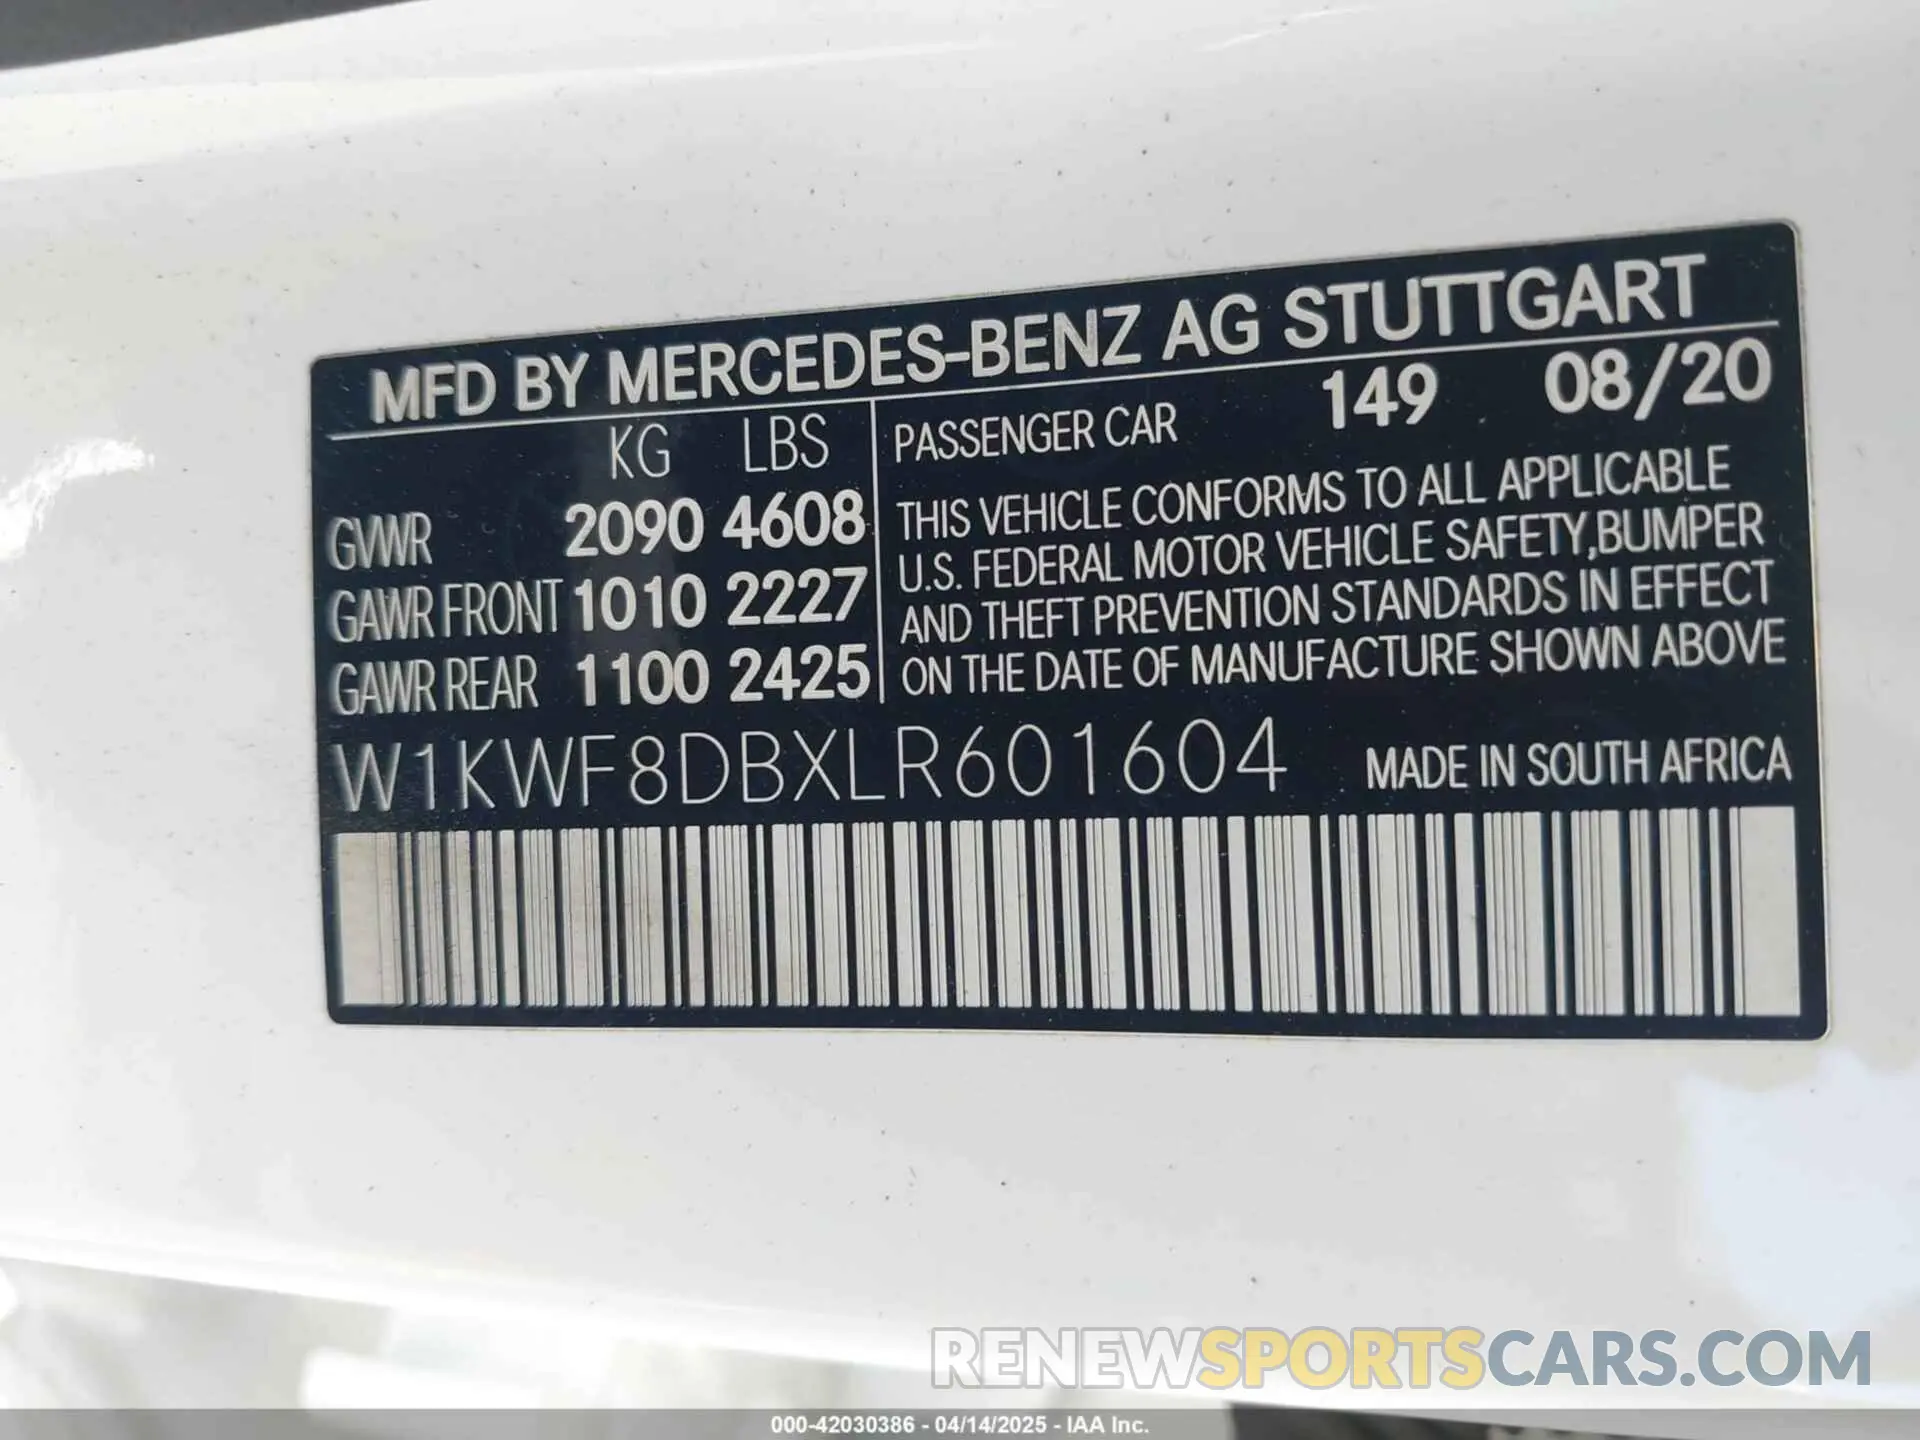 MFD BY MERCEDES-BENZ AG STUTTGART
KG LBS
GVWR 2090 4608
GAWR FRONT 1010 2227
GAWR REAR 1100 2425
PASSENGER CAR 149 08/20
THIS VEHICLE CONFORMS TO ALL APPLICABLE
U.S. FEDERAL MOTOR VEHICLE SAFETY,BUMPER
AND THEFT PREVENTION STANDARDS IN EFFECT
ON THE DATE OF MANUFACTURE SHOWN ABOVE
W1KWF8DBXLR601604 MADE IN SOUTH AFRICA
RENEWSPORTSCARS.COM
000-42030386 - 04/14/2025 - IAA Inc.